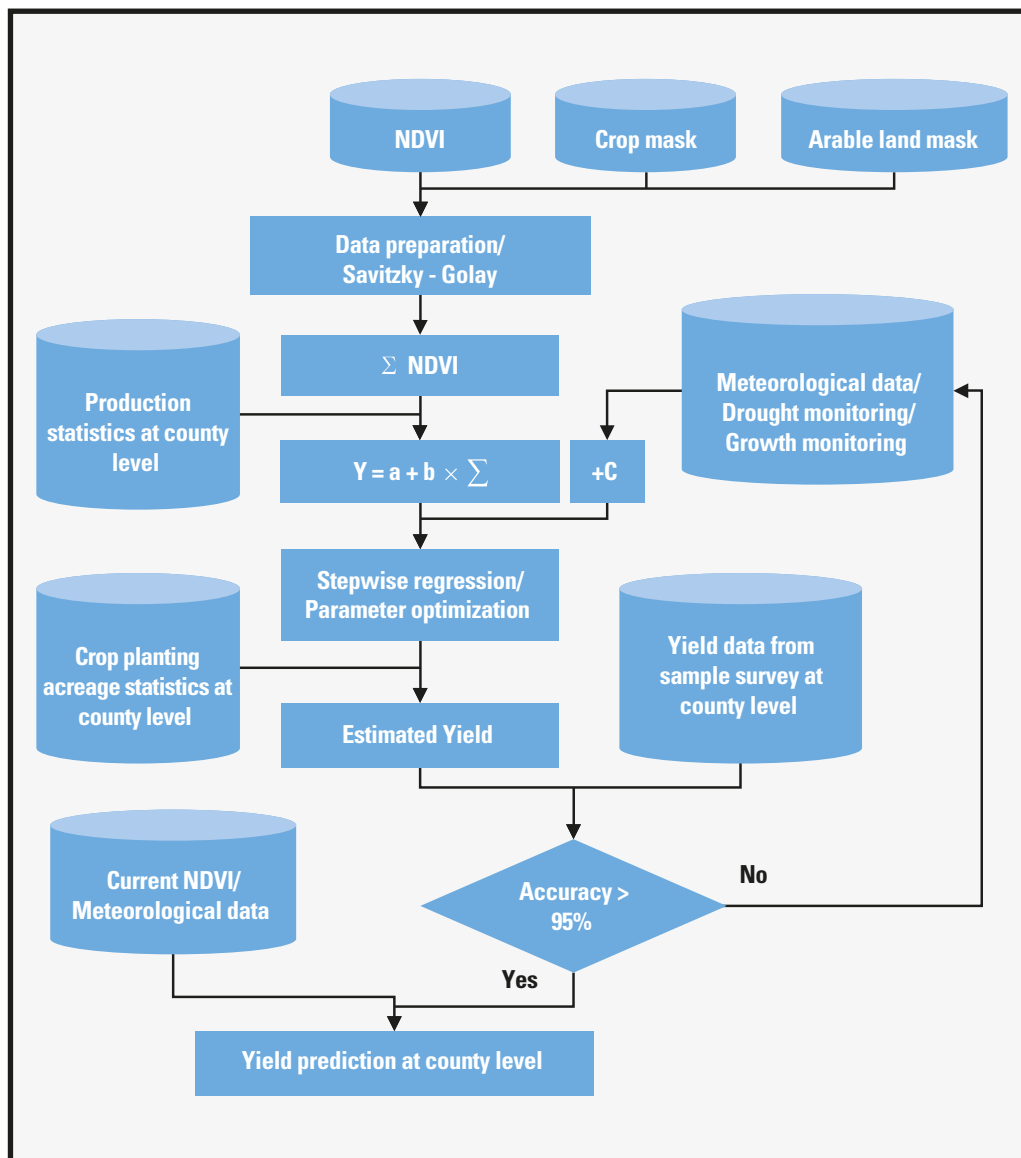 NDVI
Crop mask
Arable land mask
Data preparation/
Savitzky - Golay
Σ NDVI
Production
statistics at county
level
Meteorological data/
Drought monitoring/
Growth monitoring
Y = a + b × ∑
+C
Stepwise regression/
Parameter optimization
Crop planting
acreage statistics at
county level
Yield data from
sample survey at
county level
Estimated Yield
Current NDVI/
Meteorological data
Accuracy >
95%
No
Yes
Yield prediction at county level